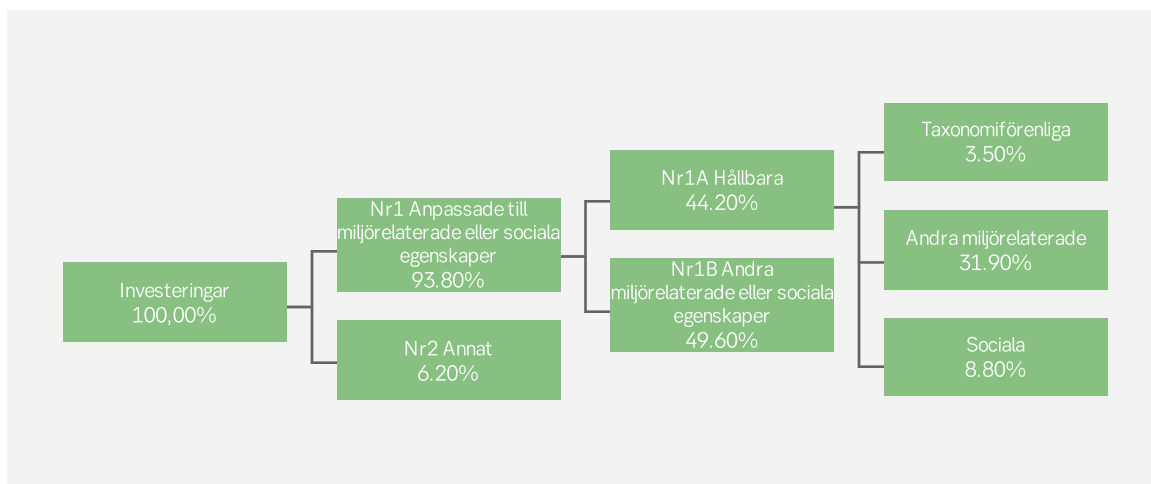 Investeringar
100,00%
Nr1 Anpassade till
miljörelaterade eller sociala
egenskaper
93.80%
Nr2 Annat
6.20%
Nr1A Hållbara
44.20%
Nr1B Andra
miljörelaterade eller sociala
egenskaper
49.60%
Taxonomiförenliga
3.50%
Andra miljörelaterade
31.90%
Sociala
8.80%